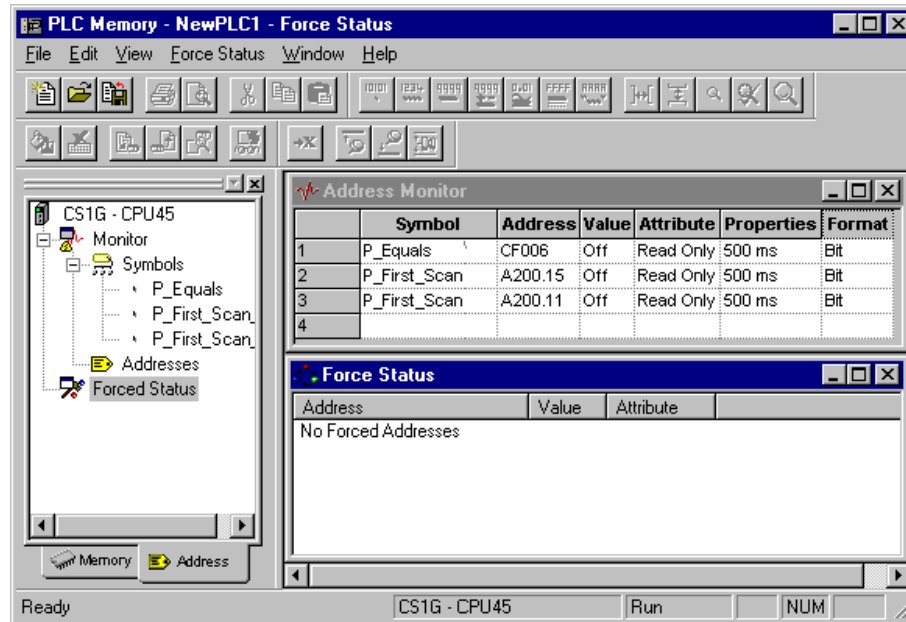 PLC Memory - NewPLC1 - Force Status
File Edit View Force Status Window Help
CS1G - CPU45
Monitor
Symbols
P_Equals
P_First_Scan_
P_First_Scan_
Addresses
Forced Status
Memory Address
Address Monitor
Symbol Address Value Attribute Properties Format
1 P_Equals CF006 Off Read Only 500 ms Bit
2 P_First_Scan A200.15 Off Read Only 500 ms Bit
3 P_First_Scan A200.11 Off Read Only 500 ms Bit
4
Force Status
Address Value Attribute
No Forced Addresses
Ready CS1G - CPU45 Run NUM